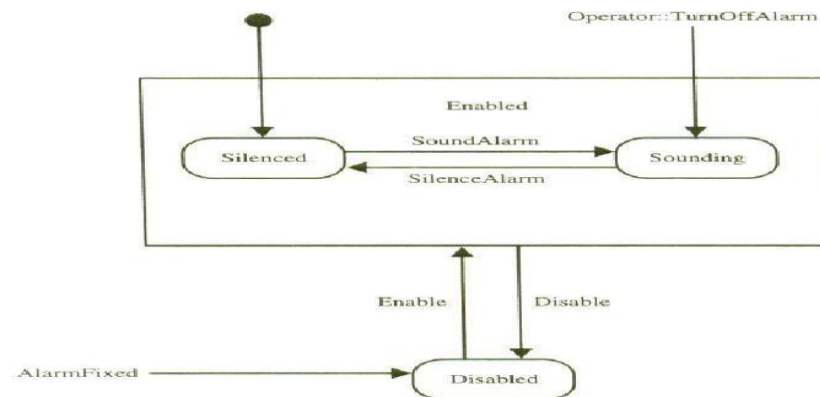 Operator::TurnOffAlarm
Enabled
SoundAlarm
Silenced
Sounding
SilenceAlarm
Enable
Disable
AlarmFixed
Disabled